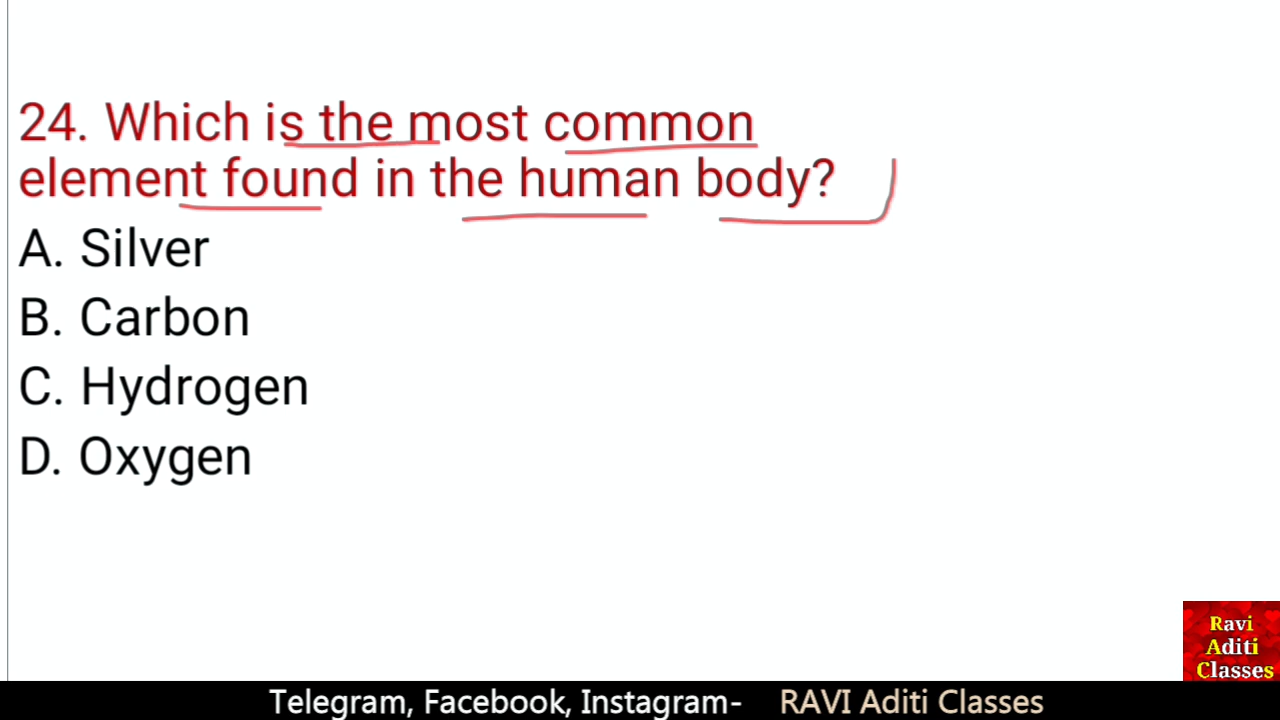 24. Which is the most common
element found in the human body?
A. Silver
B. Carbon
C. Hydrogen
D. Oxygen
Ravi
Aditi
Classes
Telegram, Facebook, Instagram- RAVI Aditi Classes